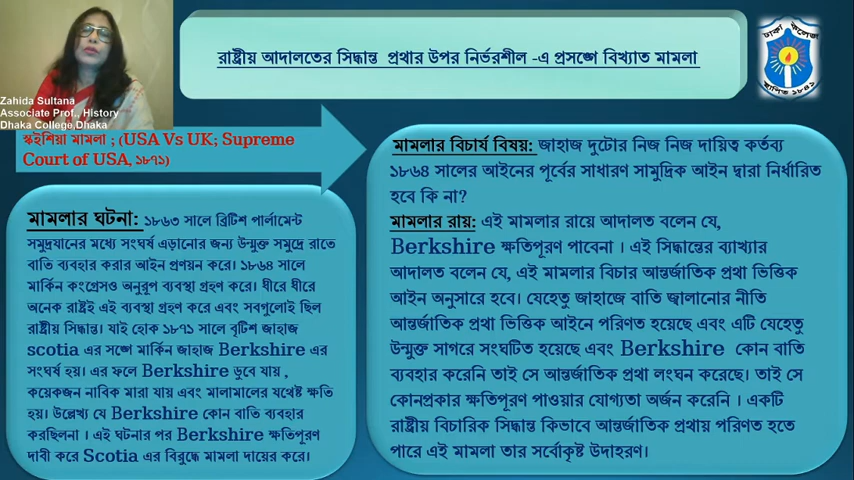 রাষ্ট্রীয় আদালতের সিদ্ধান্ত প্রথার উপর নির্ভরশীল -এ প্রসঙ্গে বিখ্যাত মামলা
ঢাকা কলেজ
স্থাপিত ১৮৪১
Zahida Sultana
Associate Prof., History
Dhaka College,Dhaka
স্কইশিয়া মামলা ; (USA Vs UK; Supreme
Court of USA, ১৮৭১)
মামলার ঘটনা: ১৮৬৩ সালে ব্রিটিশ পার্লামেন্ট
সমুদ্রযানের মধ্যে সংঘর্ষ এড়ানোর জন্য উন্মুক্ত সমুদ্রে রাতে
বাতি ব্যবহার করার আইন প্রণয়ন করে। ১৮৬৪ সালে
মার্কিন কংগ্রেসও অনুরুপ ব্যবস্থা গ্রহণ করে। ধীরে ধীরে
অনেক রাষ্ট্রই এই ব্যবস্থা গ্রহণ করে এবং সবগুলোই ছিল
রাষ্ট্রীয় সিদ্ধান্ত। যাই হোক ১৮৭১ সালে বৃটিশ জাহাজ
scotia এর সঙ্গে মার্কিন জাহাজ Berkshire এর
সংঘর্ষ হয়। এর ফলে Berkshire ডুবে যায় ,
কয়েকজন নাবিক মারা যায় এবং মালামালের যথেষ্ট ক্ষতি
হয়। উল্লেখ্য যে Berkshire কোন বাতি ব্যবহার
করছিলনা । এই ঘটনার পর Berkshire ক্ষতিপূরণ
দাবী করে Scotia এর বিরুদ্ধে মামলা দায়ের করে।
মামলার বিচার্য বিষয়: জাহাজ দুটোর নিজ নিজ দায়িত্ব কর্তব্য
১৮৬৪ সালের আইনের পূর্বের সাধারণ সামুদ্রিক আইন দ্বারা নির্ধারিত
হবে কি না?
মামলার রায়: এই মামলার রায়ে আদালত বলেন যে,
Berkshire ক্ষতিপূরণ পাবেনা । এই সিদ্ধান্তের ব্যাখ্যার
আদালত বলেন যে, এই মামলার বিচার আন্তর্জাতিক প্রথা ভিত্তিক
আইন অনুসারে হবে। যেহেতু জাহাজে বাতি জ্বালানোর নীতি
আন্তর্জাতিক প্রথা ভিত্তিক আইনে পরিণত হয়েছে এবং এটি যেহেতু
উন্মুক্ত সাগরে সংঘটিত হয়েছে এবং Berkshire কোন বাতি
ব্যবহার করেনি তাই সে আন্তর্জাতিক প্রথা লংঘন করেছে। তাই সে
কোনপ্রকার ক্ষতিপূরণ পাওয়ার যোগ্যতা অর্জন করেনি । একটি
রাষ্ট্রীয় বিচারিক সিদ্ধান্ত কিভাবে আন্তর্জাতিক প্রথায় পরিণত হতে
পারে এই মামলা তার সর্বোকৃষ্ট উদাহরণ।